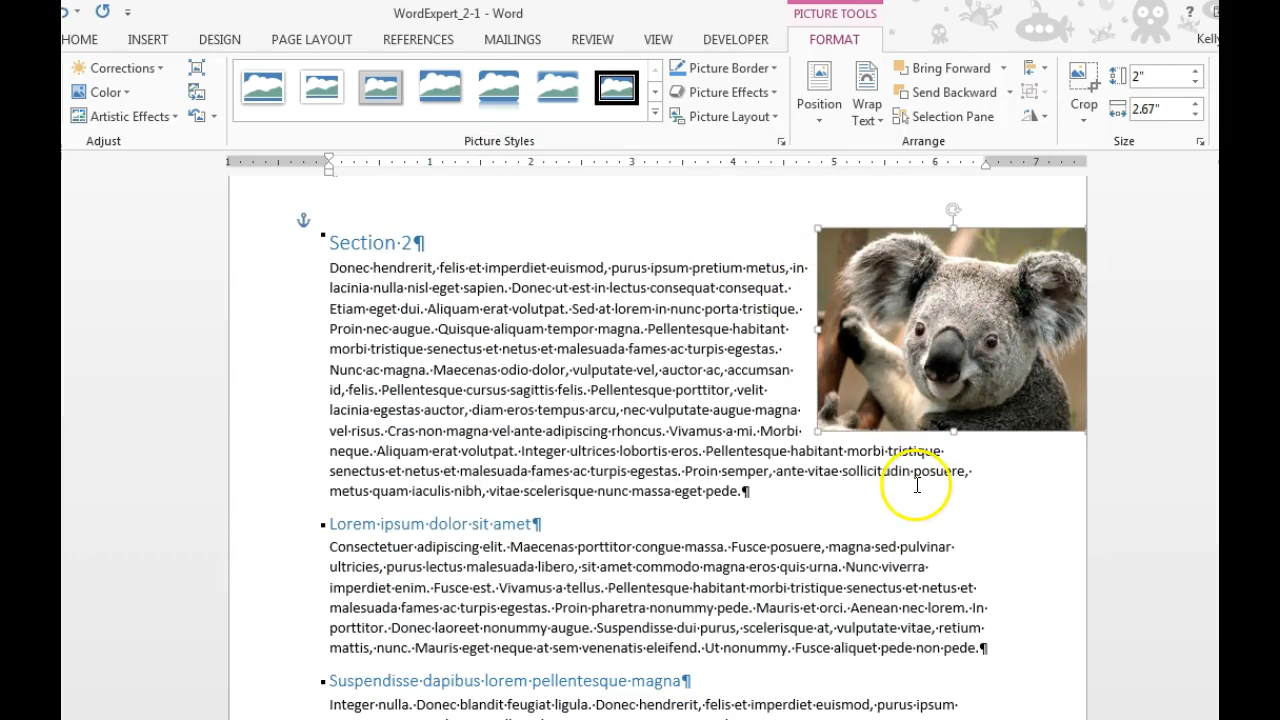 WordExpert_2-1 - Word
PICTURE TOOLS
?
HOME INSERT DESIGN PAGE LAYOUT REFERENCES MAILINGS REVIEW VIEW DEVELOPER FORMAT Kelly
Corrections
Color
Artistic Effects
Adjust
Picture Border
Picture Effects
Picture Layout
Picture Styles
Position
Wrap
Text
Bring Forward
Send Backward
Selection Pane
Arrange
Crop
2"
2.67"
Size
1 1 2 3 4 5 6 7
Section·2¶
Donec·hendrerit,·felis·et·imperdiet·euismod,·purus·ipsum·pretium·metus,·in·
lacinia·nulla·nisl·eget·sapien.·Donec·ut·est·in·lectus·consequat·consequat.·
Etiam·eget·dui.·Aliquam·erat·volutpat.·Sed·at·lorem·in·nunc·porta·tristique.·
Proin·nec·augue.·Quisque·aliquam·tempor·magna.·Pellentesque·habitant·
morbi·tristique·senectus·et·netus·et·malesuada·fames·ac·turpis·egestas.·
Nunc·ac·magna.·Maecenas·odio·dolor,·vulputate·vel,·auctor·ac,·accumsan·
id,·felis.·Pellentesque·cursus·sagittis·felis.·Pellentesque·porttitor,·velit·
lacinia·egestas·auctor,·diam·eros·tempus·arcu,·nec·vulputate·augue·magna·
vel·risus.·Cras·non·magna·vel·ante·adipiscing·rhoncus.·Vivamus·a·mi.·Morbi·
neque.·Aliquam·erat·volutpat.·Integer·ultrices·lobortis·eros.·Pellentesque·habitant·morbi·tristique·
senectus·et·netus·et·malesuada·fames·ac·turpis·egestas.·Proin·semper,·ante·vitae·sollicitudin·posuere,·
metus·quam·iaculis·nibh,·vitae·scelerisque·nunc·massa·eget·pede.¶
Lorem·ipsum·dolor·sit·amet¶
Consectetuer·adipiscing·elit.·Maecenas·porttitor·congue·massa.·Fusce·posuere,·magna·sed·pulvinar·
ultricies,·purus·lectus·malesuada·libero,·sit·amet·commodo·magna·eros·quis·urna.·Nunc·viverra·
imperdiet·enim.·Fusce·est.·Vivamus·a·tellus.·Pellentesque·habitant·morbi·tristique·senectus·et·netus·et·
malesuada·fames·ac·turpis·egestas.·Proin·pharetra·nonummy·pede.·Mauris·et·orci.·Aenean·nec·lorem.·In·
porttitor.·Donec·laoreet·nonummy·augue.·Suspendisse·dui·purus,·scelerisque·at,·vulputate·vitae,·retium·
mattis,·nunc.·Mauris·eget·neque·at·sem·venenatis·eleifend.·Ut·nonummy.·Fusce·aliquet·pede·non·pede.¶
Suspendisse·dapibus·lorem·pellentesque·magna¶
Integer·nulla.·Donec·blandit·feugiat·ligula.·Donec·hendrerit,·felis·et·imperdiet·euismod,·purus·ipsum·